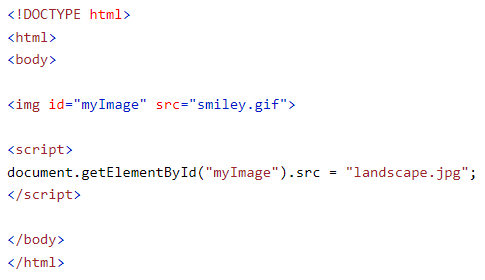 <!DOCTYPE html>
<html>
<body>
<img id="myImage" src="smiley.gif">
<script>
document.getElementById("myImage").src = "landscape.jpg";
</script>
</body>
</html>